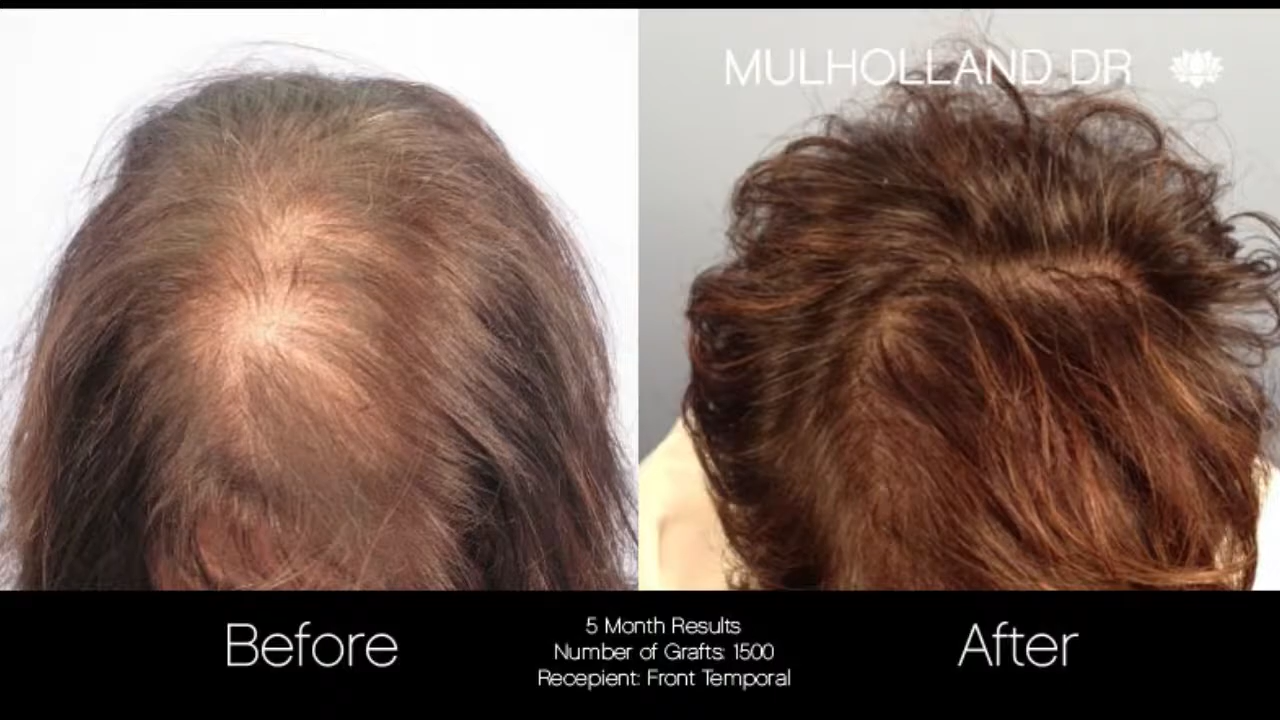 MULHOLLAND DR
Before
5 Month Results
Number of Grafts: 1500
Recepient: Front Temporal
After